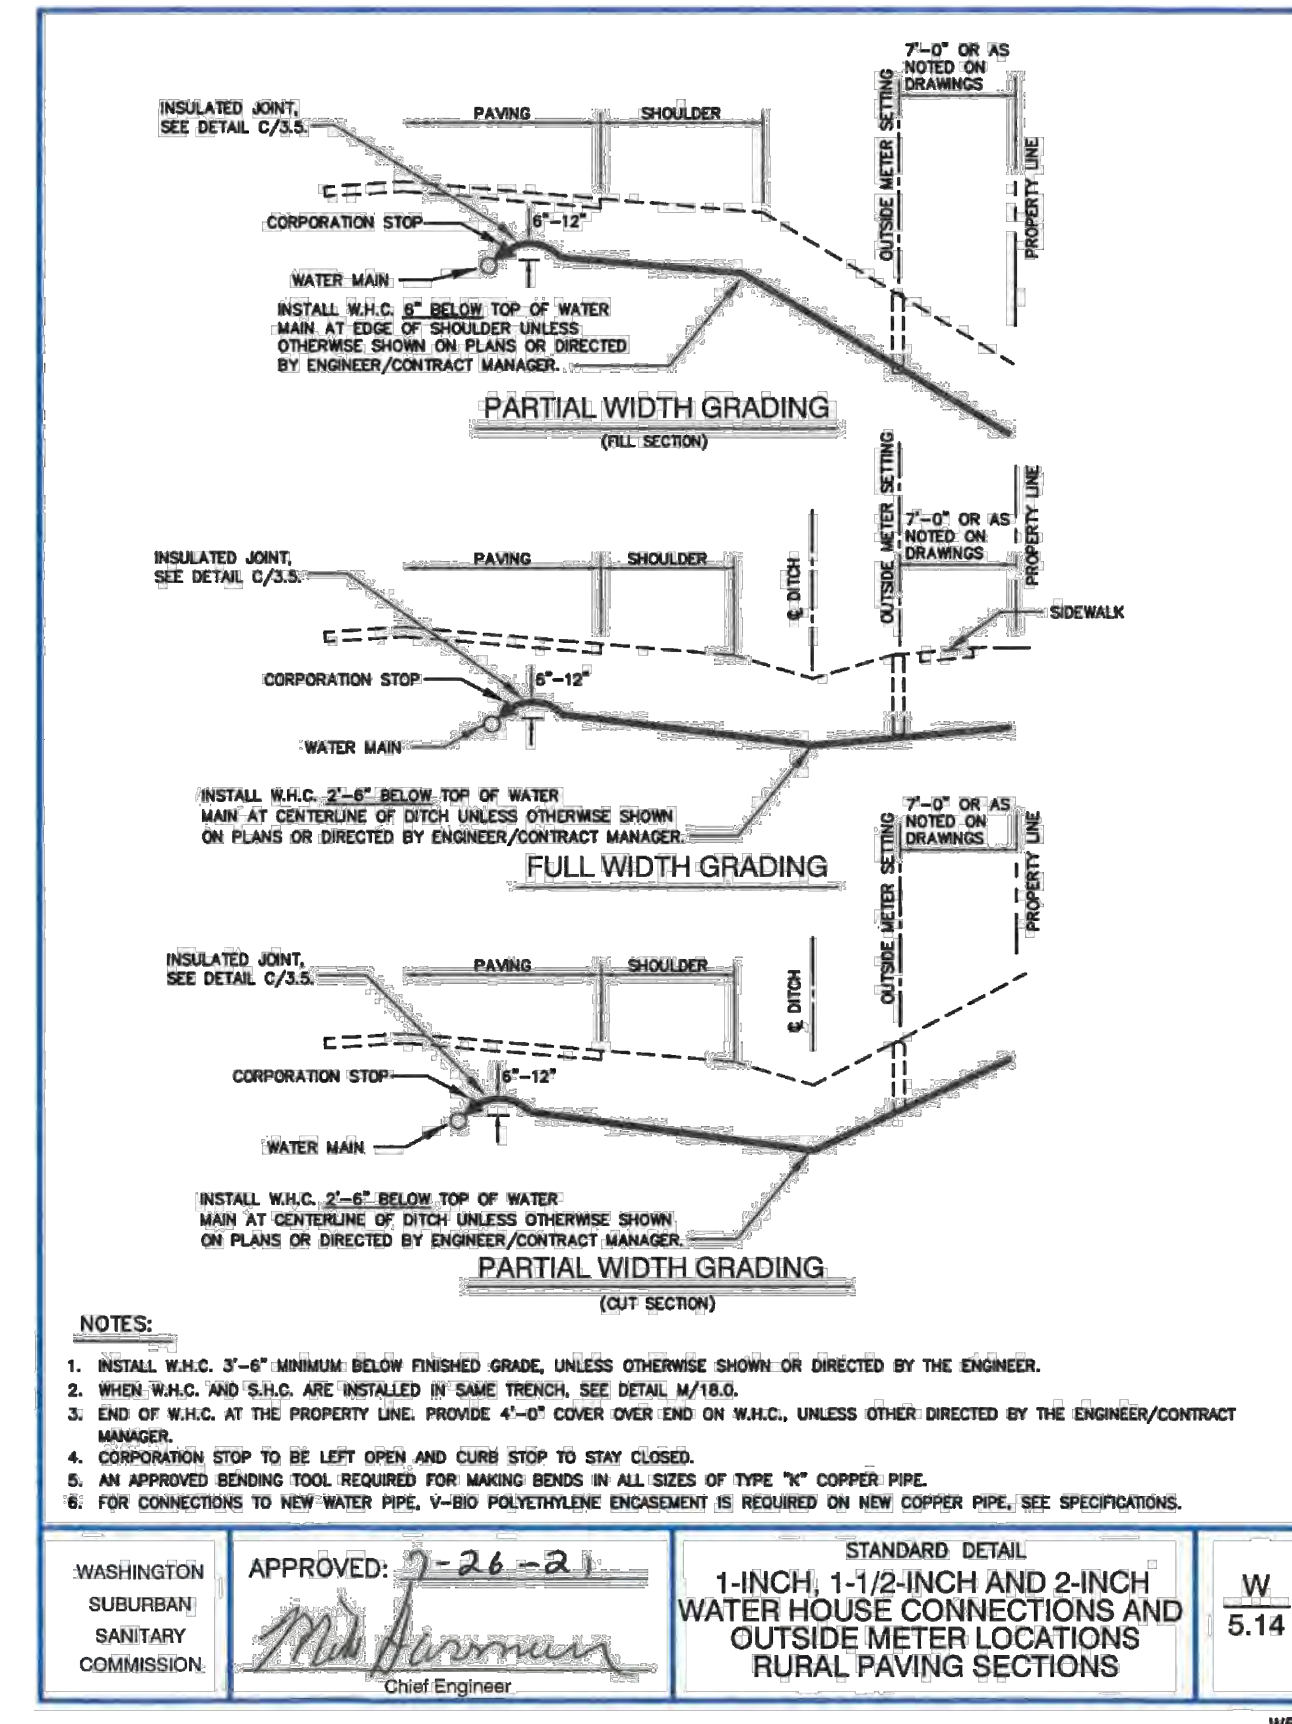 7'-0" OR AS
NOTED ON
DRAWINGS
INSULATED JOINT,
SEE DETAIL C/3.5.
PAVING
SHOULDER
OUTSIDE METER SETTING
PROPERTY LINE
CORPORATION STOP
6"-12"
WATER MAIN
INSTALL W.H.C. 6" BELOW TOP OF WATER
MAIN AT EDGE OF SHOULDER UNLESS
OTHERWISE SHOWN ON PLANS OR DIRECTED
BY ENGINEER/CONTRACT MANAGER.
PARTIAL WIDTH GRADING
(FILL SECTION)
INSULATED JOINT,
SEE DETAIL C/3.5.
PAVING
SHOULDER
℄ DITCH
OUTSIDE METER SETTING
7'-0" OR AS
NOTED ON
DRAWINGS
PROPERTY LINE
SIDEWALK
CORPORATION STOP
6"-12"
WATER MAIN
INSTALL W.H.C. 2'-6" BELOW TOP OF WATER
MAIN AT CENTERLINE OF DITCH UNLESS OTHERWISE SHOWN
ON PLANS OR DIRECTED BY ENGINEER/CONTRACT MANAGER.
FULL WIDTH GRADING
7'-0" OR AS
NOTED ON
DRAWINGS
INSULATED JOINT,
SEE DETAIL C/3.5.
PAVING
SHOULDER
℄ DITCH
OUTSIDE METER SETTING
PROPERTY LINE
CORPORATION STOP
6"-12"
WATER MAIN
INSTALL W.H.C. 2'-6" BELOW TOP OF WATER
MAIN AT CENTERLINE OF DITCH UNLESS OTHERWISE SHOWN
ON PLANS OR DIRECTED BY ENGINEER/CONTRACT MANAGER.
PARTIAL WIDTH GRADING
(CUT SECTION)
NOTES:
1. INSTALL W.H.C. 3'-6" MINIMUM BELOW FINISHED GRADE, UNLESS OTHERWISE SHOWN OR DIRECTED BY THE ENGINEER.
2. WHEN W.H.C. AND S.H.C. ARE INSTALLED IN SAME TRENCH, SEE DETAIL M/18.0.
3. END OF W.H.C. AT THE PROPERTY LINE. PROVIDE 4'-0" COVER OVER END ON W.H.C., UNLESS OTHER DIRECTED BY THE ENGINEER/CONTRACT
MANAGER.
4. CORPORATION STOP TO BE LEFT OPEN AND CURB STOP TO STAY CLOSED.
5. AN APPROVED BENDING TOOL REQUIRED FOR MAKING BENDS IN ALL SIZES OF TYPE "K" COPPER PIPE.
6. FOR CONNECTIONS TO NEW WATER PIPE, V-BIO POLYETHYLENE ENCASEMENT IS REQUIRED ON NEW COPPER PIPE, SEE SPECIFICATIONS.
WASHINGTON
SUBURBAN
SANITARY
COMMISSION
APPROVED: 7-26-21
Chief Engineer
STANDARD DETAIL
1-INCH, 1-1/2-INCH AND 2-INCH
WATER HOUSE CONNECTIONS AND
OUTSIDE METER LOCATIONS
RURAL PAVING SECTIONS
W
5.14